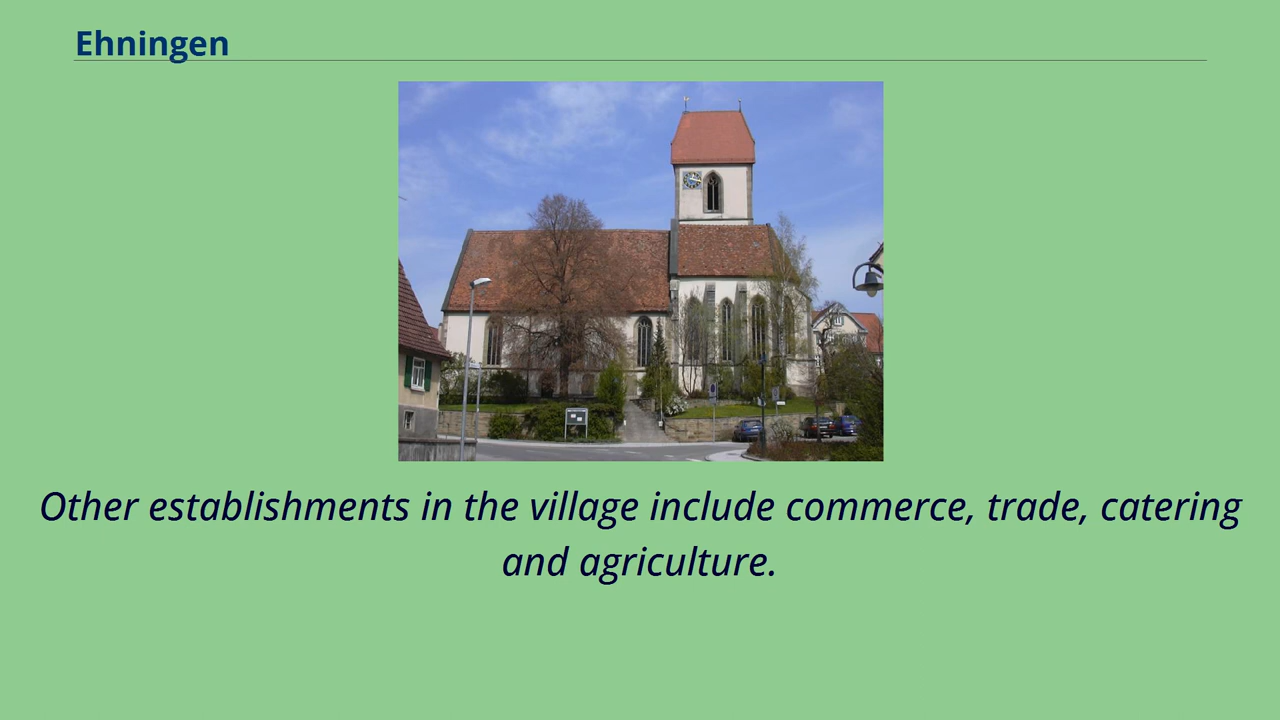 Ehningen
Other establishments in the village include commerce, trade, catering
and agriculture.